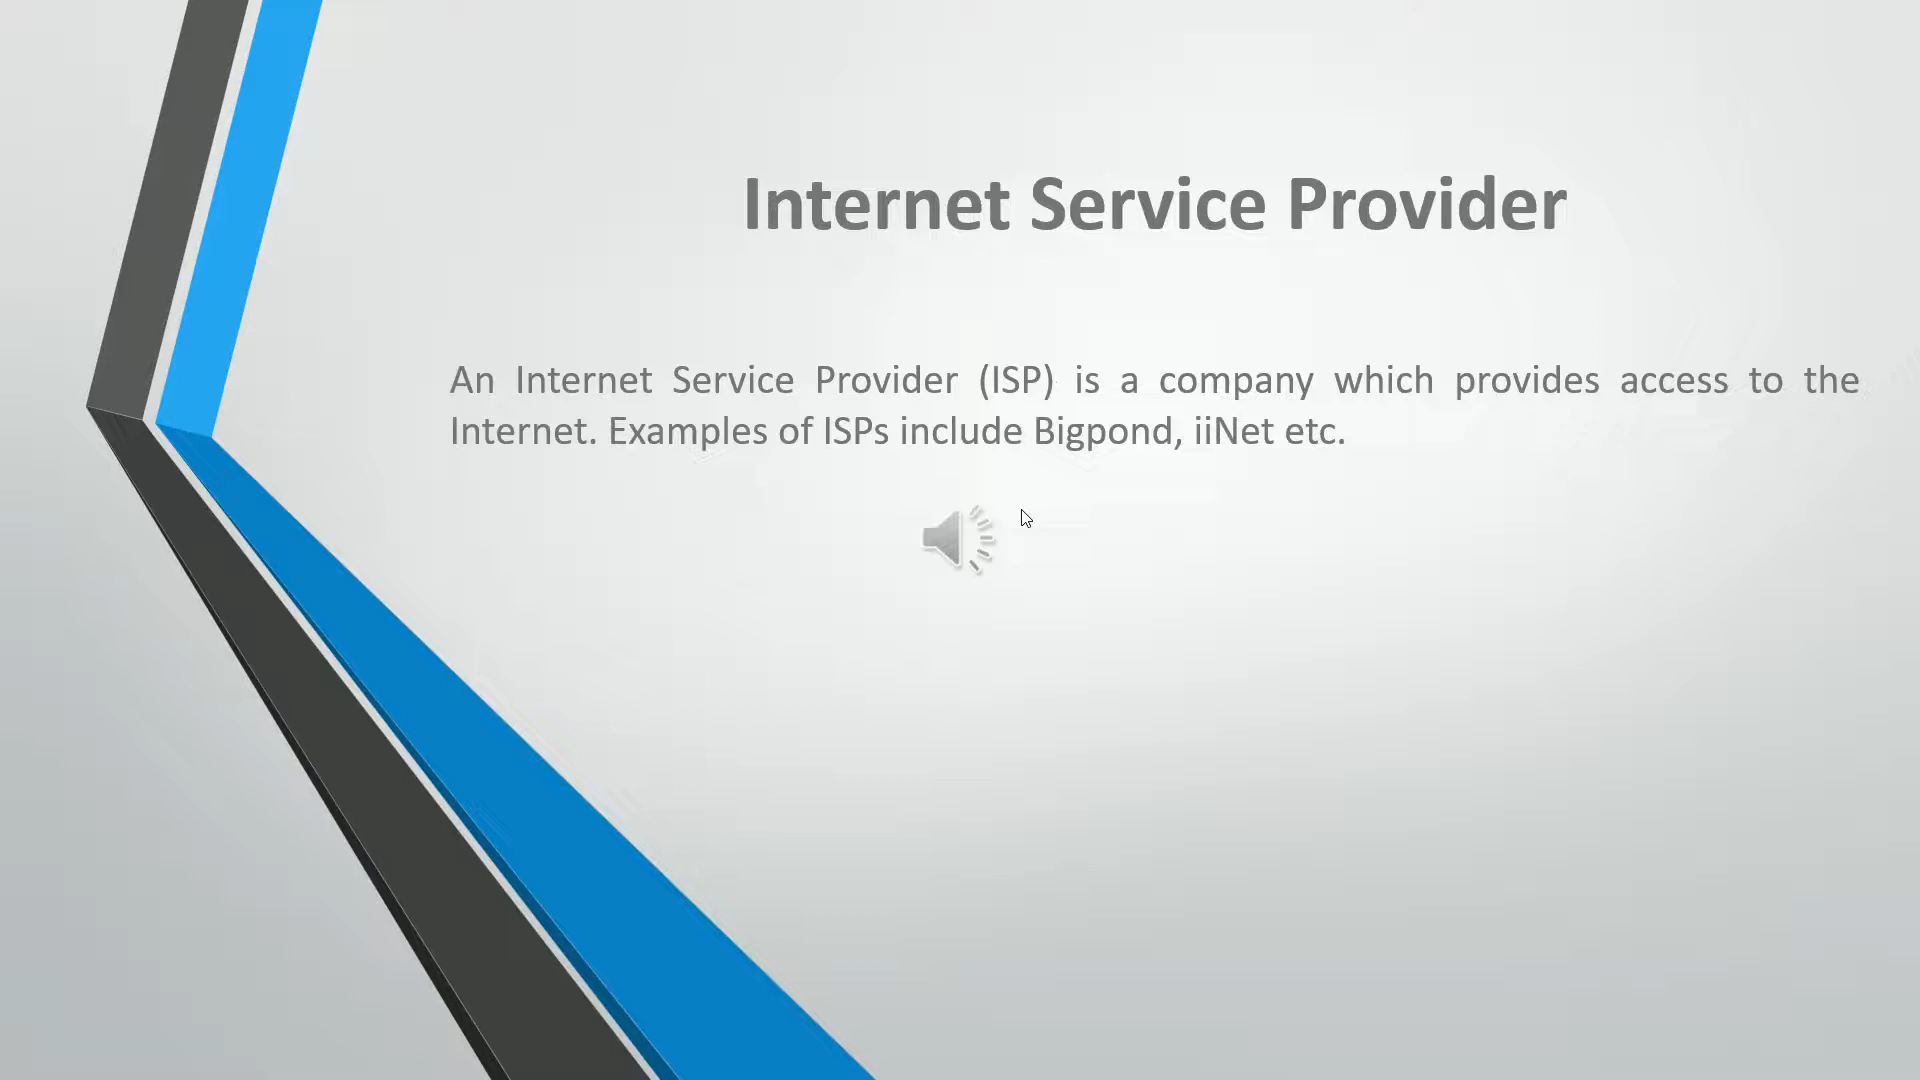 Internet Service Provider
An Internet Service Provider (ISP) is a company which provides access to the
Internet. Examples of ISPs include Bigpond, iiNet etc.